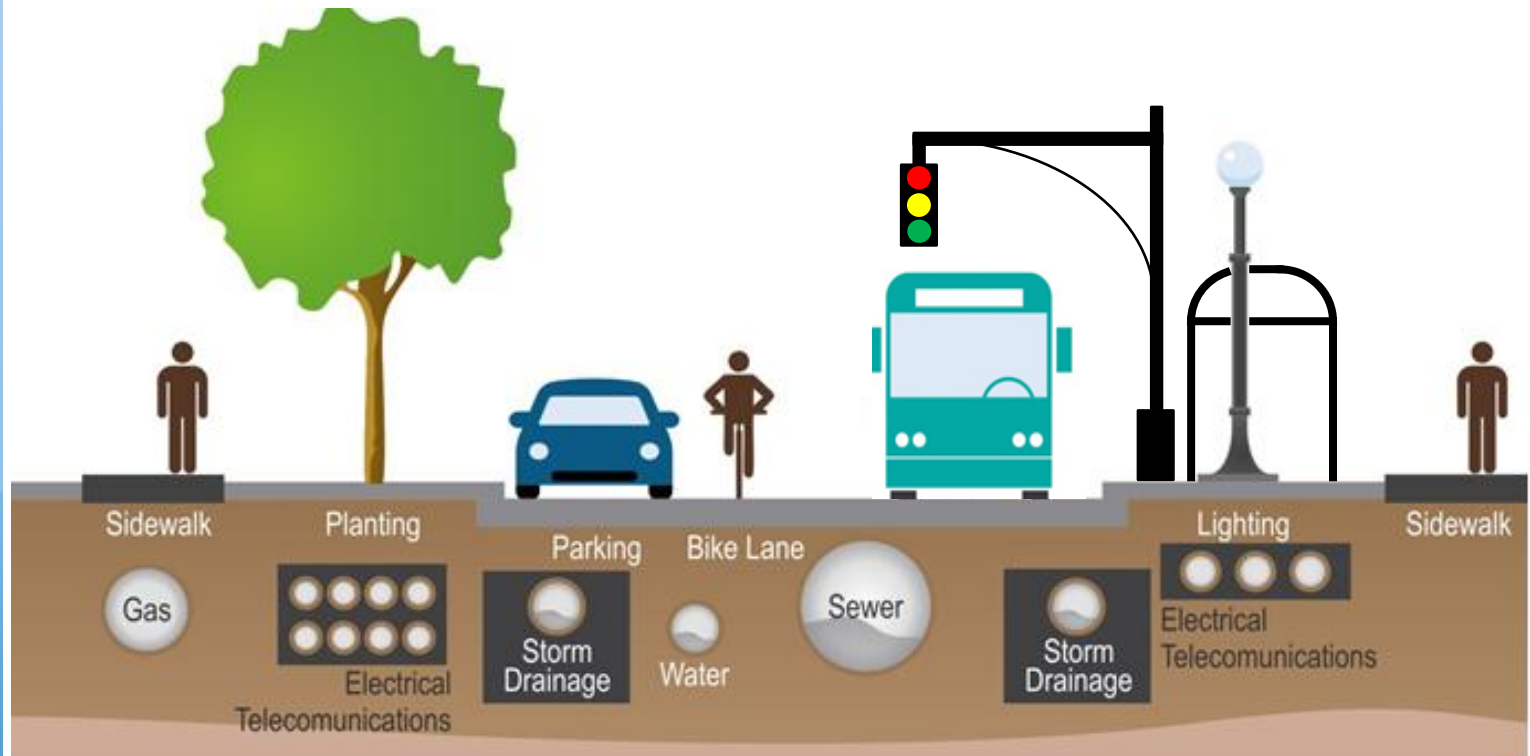 Sidewalk
Planting
Parking
Bike Lane
Lighting
Sidewalk
Gas
Electrical
Telecomunications
Storm
Drainage
Water
Sewer
Storm
Drainage
Electrical
Telecomunications